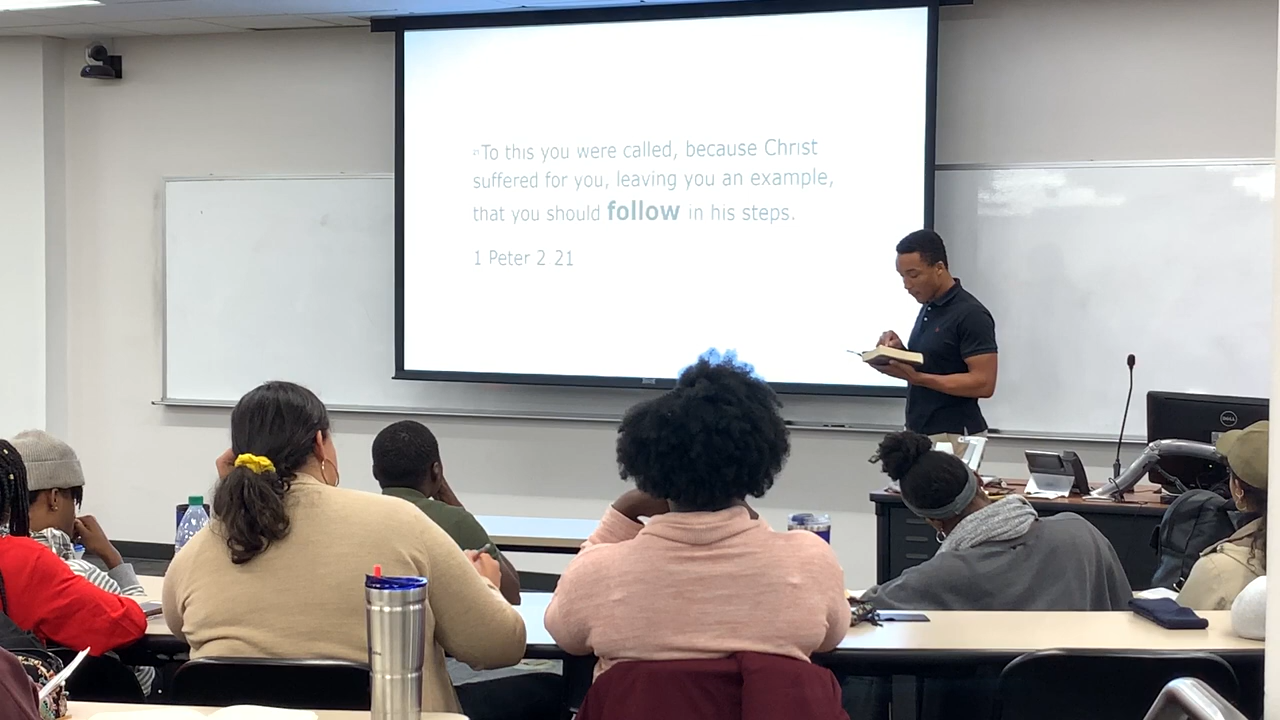 To this you were called, because Christ
suffered for you, leaving you an example,
that you should follow in his steps.
1 Peter 2 21
DELL